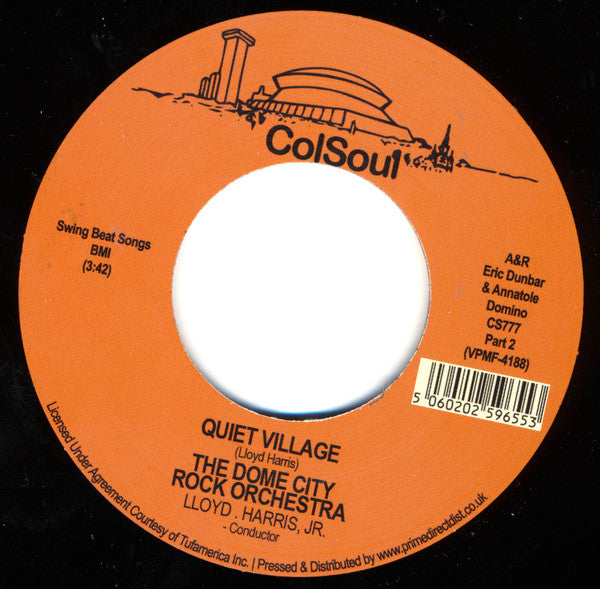 ColSoul
Swing Beat Songs
BMI
(3:42)
A&R
Eric Dunbar
& Annatole
Domino
CS777
Part 2
(VPMF-4188)
5 060202 596553
QUIET VILLAGE
(Lloyd Harris)
THE DOME CITY
ROCK ORCHESTRA
LLOYD . HARRIS, JR.
- Conductor
Licensed Under Agreement Courtesy of Tufamerica Inc. | Pressed & Distributed by www.primedirectdist.co.uk